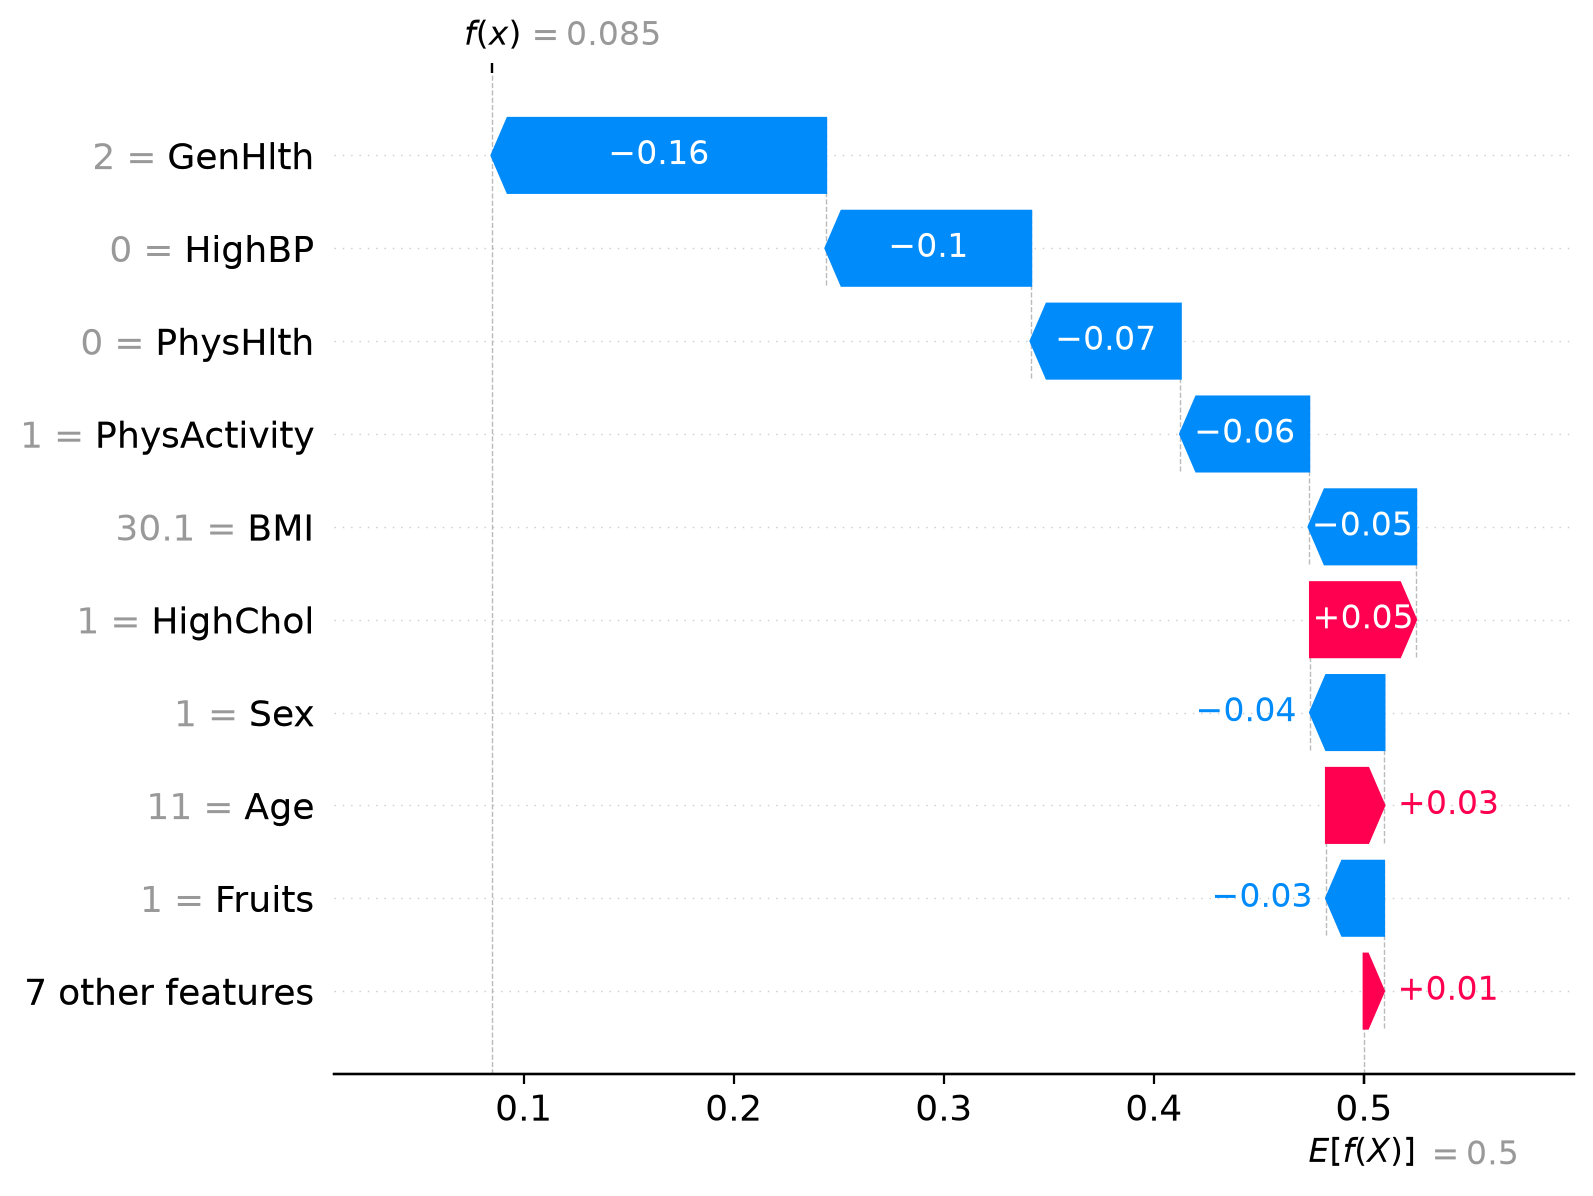 f(x) = 0.085
2 = GenHlth
−0.16
0 = HighBP
−0.1
0 = PhysHlth
−0.07
1 = PhysActivity
−0.06
30.1 = BMI
−0.05
1 = HighChol
+0.05
1 = Sex
−0.04
11 = Age
+0.03
1 = Fruits
−0.03
7 other features
+0.01
0.1 0.2 0.3 0.4 0.5
E[f(X)] = 0.5